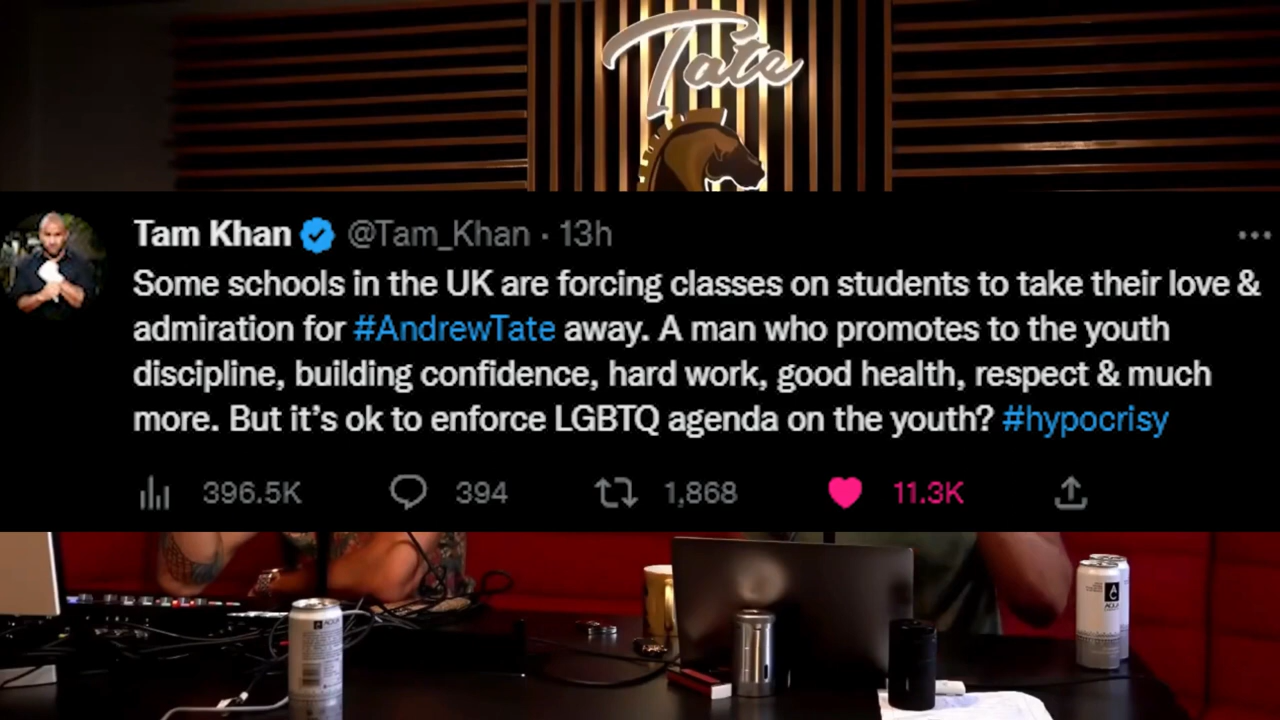 Tate
Tam Khan @Tam_Khan · 13h
Some schools in the UK are forcing classes on students to take their love &
admiration for #AndrewTate away. A man who promotes to the youth
discipline, building confidence, hard work, good health, respect & much
more. But it's ok to enforce LGBTQ agenda on the youth? #hypocrisy
396.5K 394 1,868 11.3K